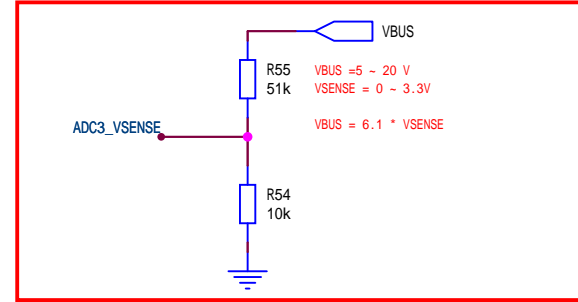 VBUS
R55
51k
VBUS =5 ~ 20 V
VSENSE = 0 ~ 3.3V
VBUS = 6.1 * VSENSE
ADC3_VSENSE
R54
10k